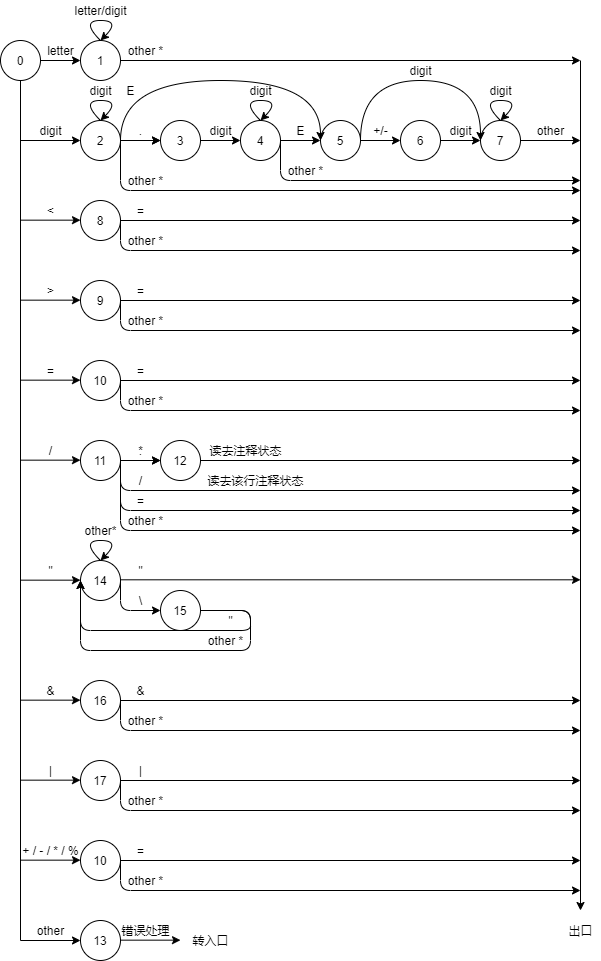 letter/digit
0 letter 1 other *
digit E digit digit digit
digit 2 . 3 digit 4 E 5 +/- 6 digit 7 other
other *
other *
< 8 =
other *
> 9 =
other *
= 10 =
other *
/ 11 * 12 读去注释状态
/ 读去该行注释状态
=
other *
other*
" 14 "
\ 15 "
other *
& 16 &
other *
| 17 |
other *
+ / - / * / % 10 =
other *
other 13 错误处理 转入口 出口